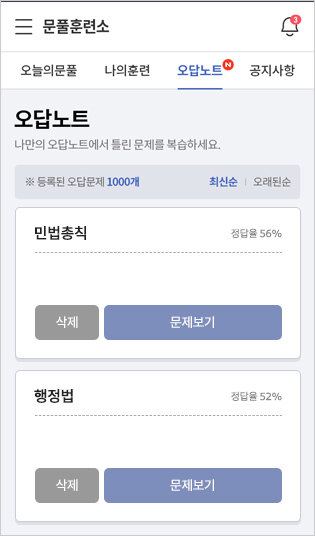 문풀훈련소 3
오늘의문풀 나의훈련 오답노트 N 공지사항
오답노트
나만의 오답노트에서 틀린 문제를 복습하세요.
※ 등록된 오답문제 1000개 최신순 | 오래된순
민법총칙 정답율 56%
삭제 문제보기
행정법 정답율 52%
삭제 문제보기